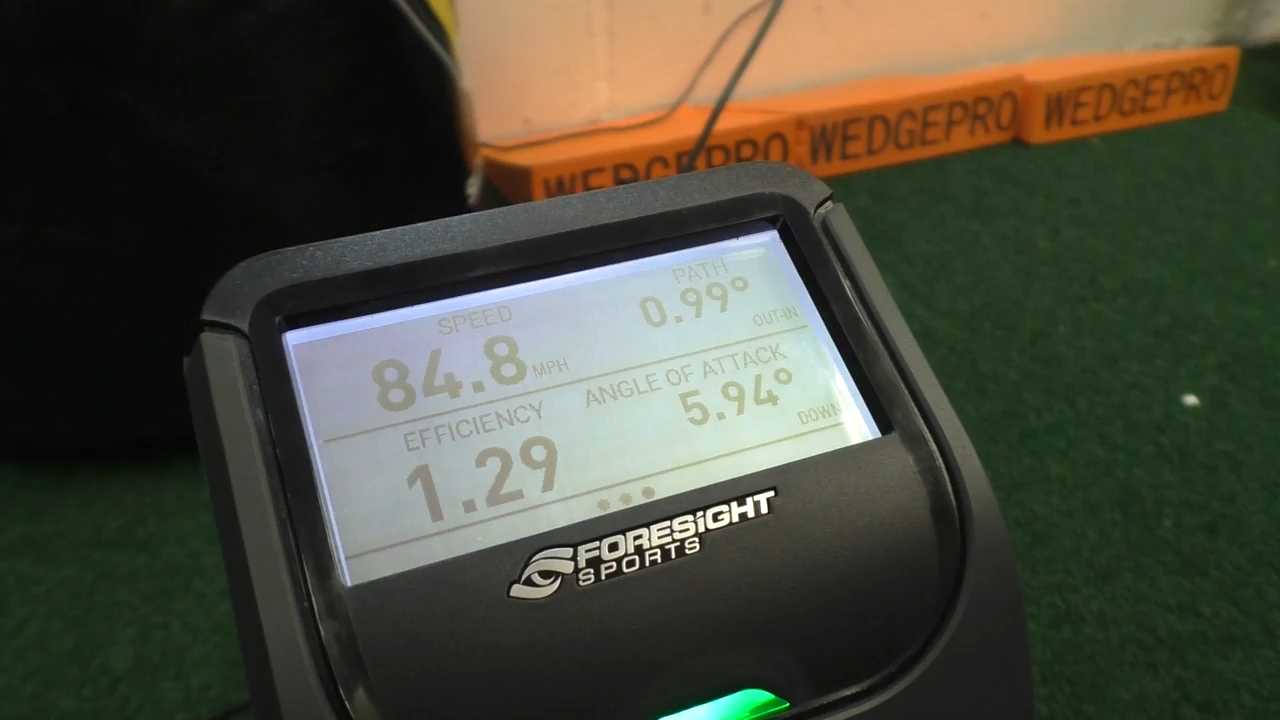 WEDGEPRO
WEDGEPRO
WEDGEPRO
SPEED
84.8 MPH
PATH
0.99°
OUT-IN
EFFICIENCY
1.29
ANGLE OF ATTACK
5.94°
DOWN
FORESiGHT
SPORTS